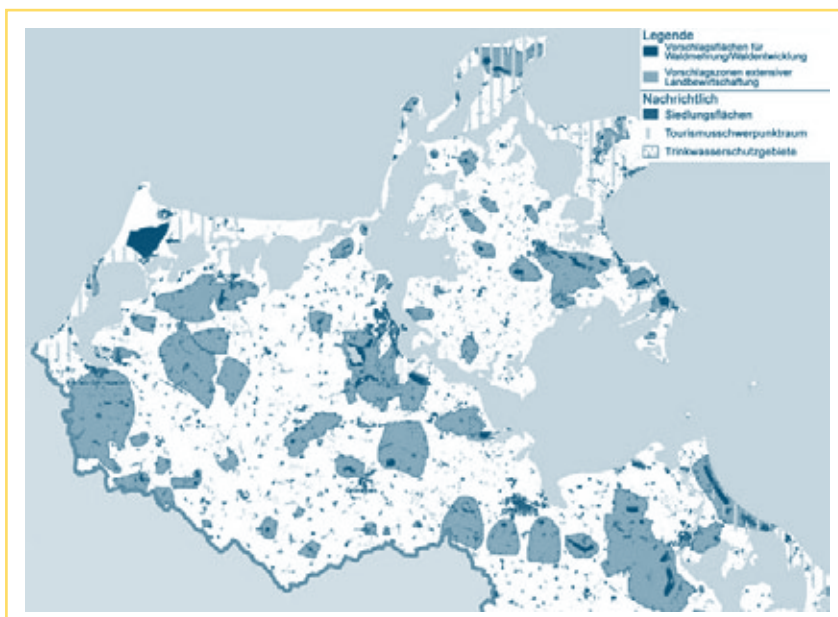 Legende
Vorschlagsflächen für
Waldmehrung/Waldentwicklung
Vorschlagszonen extensiver
Landbewirtschaftung
Nachrichtlich
Siedlungsflächen
Tourismusschwerpunktraum
Trinkwasserschutzgebiete